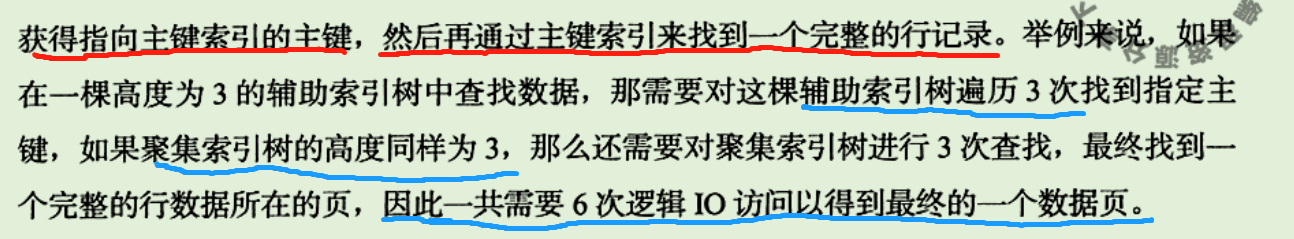 获得指向主键索引的主键，然后再通过主键索引来找到一个完整的行记录。举例来说，如果
在一棵高度为 3 的辅助索引树中查找数据，那需要对这棵辅助索引树遍历 3 次找到指定主
键，如果聚集索引树的高度同样为 3，那么还需要对聚集索引树进行 3 次查找，最终找到一
个完整的行数据所在的页，因此一共需要 6 次逻辑 IO 访问以得到最终的一个数据页。